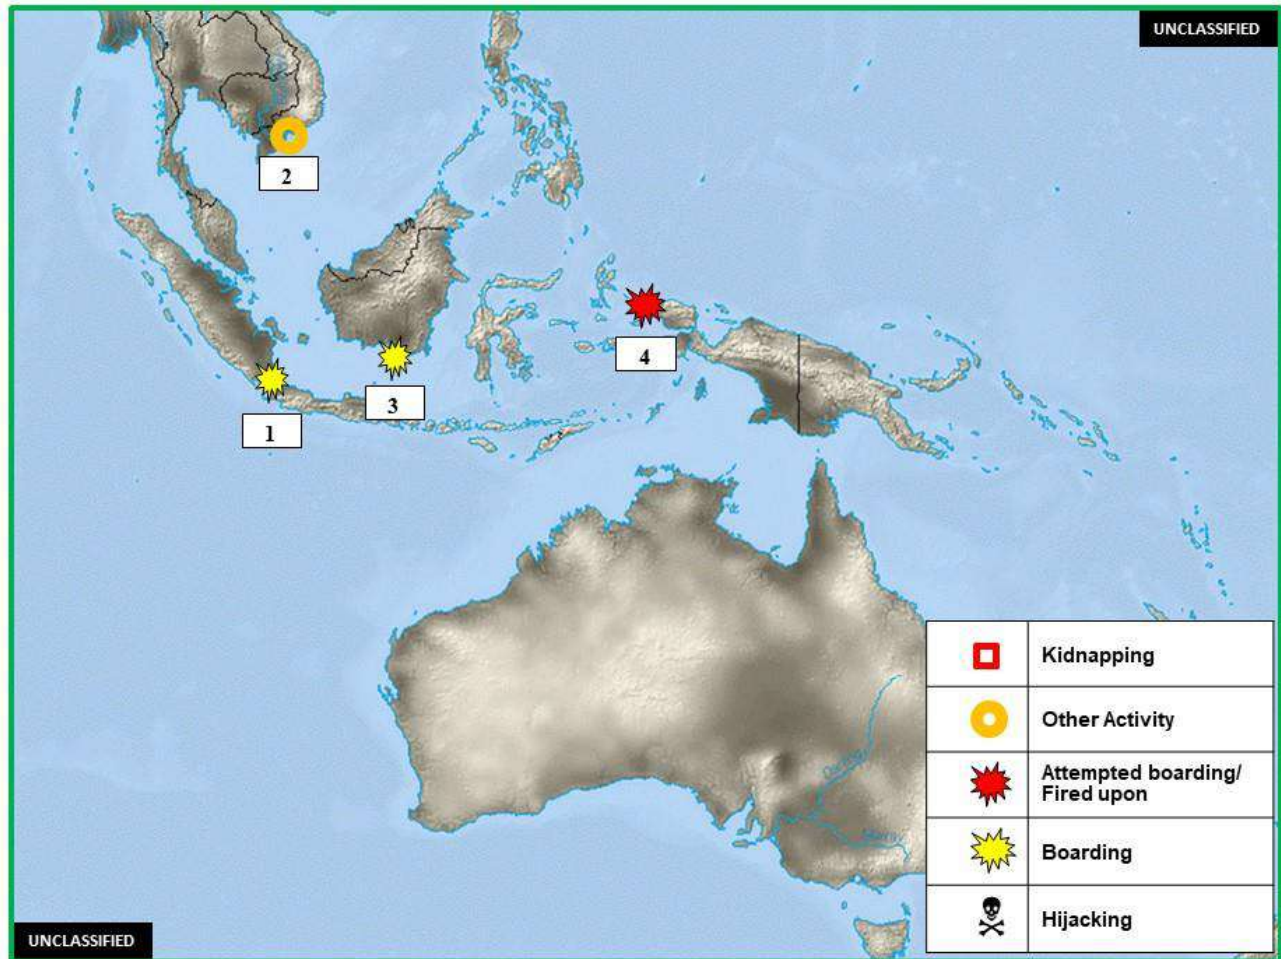 UNCLASSIFIED
2
4
3
1
Kidnapping
Other Activity
Attempted boarding/
Fired upon
Boarding
Hijacking
UNCLASSIFIED